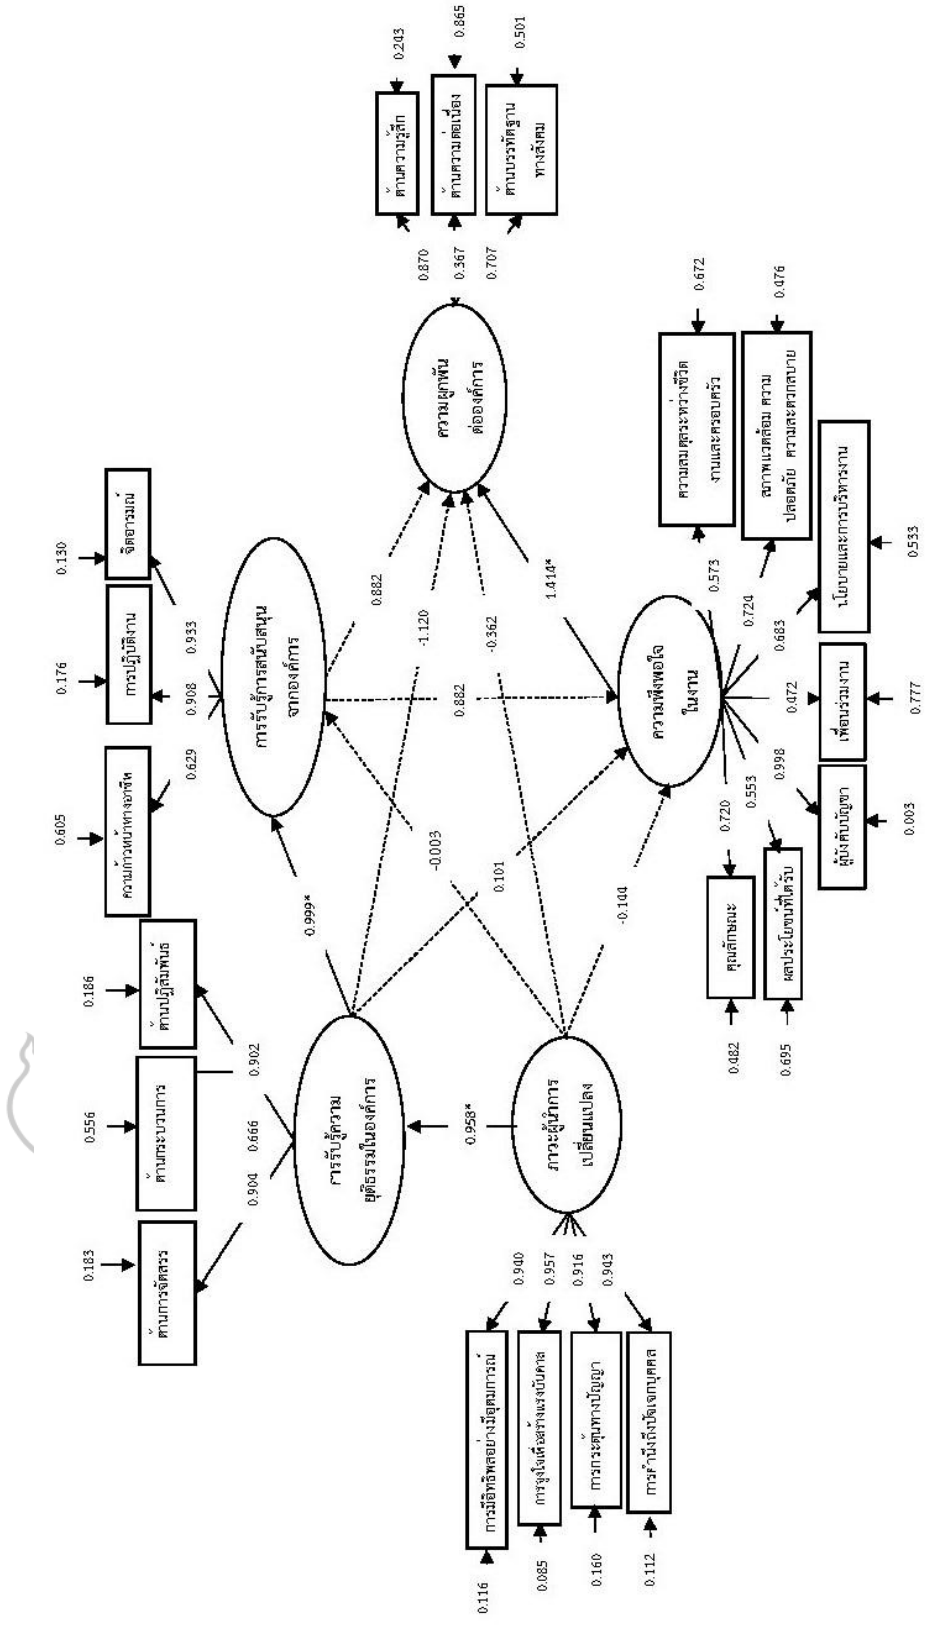 0.183
0.556
0.186
0.605
0.176
0.130
ด้านการจัดสรร
ด้านกระบวนการ
ด้านปฏิสัมพันธ์
ความก้าวหน้าทางอาชีพ
การปฏิบัติงาน
จิตอารมณ์
0.904
0.666
0.902
0.629
0.908
0.933
การรับรู้ความ
ยุติธรรมในองค์การ
0.999*
การรับรู้การสนับสนุน
จากองค์การ
0.882
-1.120
-0.362
0.882
-0.003
0.101
-0.144
1.414*
0.958*
ความผูกพัน
ต่อองค์การ
0.870
0.367
0.707
ด้านความรู้สึก
ด้านความต่อเนื่อง
ด้านบรรทัดฐาน
ทางสังคม
0.243
0.865
0.501
ภาวะผู้นำการ
เปลี่ยนแปลง
0.940
0.957
0.916
0.943
การมีอิทธิพลอย่างมีอุดมการณ์
การจูงใจเพื่อสร้างแรงบันดาล
การกระตุ้นทางปัญญา
การคำนึงถึงปัจเจกบุคคล
0.116
0.085
0.160
0.112
ความพึงพอใจ
ในงาน
0.720
0.553
0.998
0.472
0.683
0.724
0.573
คุณลักษณะ
ผลประโยชน์ที่ได้รับ
ผู้บังคับบัญชา
เพื่อนร่วมงาน
นโยบายและการบริหารงาน
สภาพแวดล้อม ความ
ปลอดภัย ความสะดวกสบาย
ความสมดุลระหว่างชีวิต
งานและครอบครัว
0.482
0.695
0.003
0.777
0.533
0.476
0.672